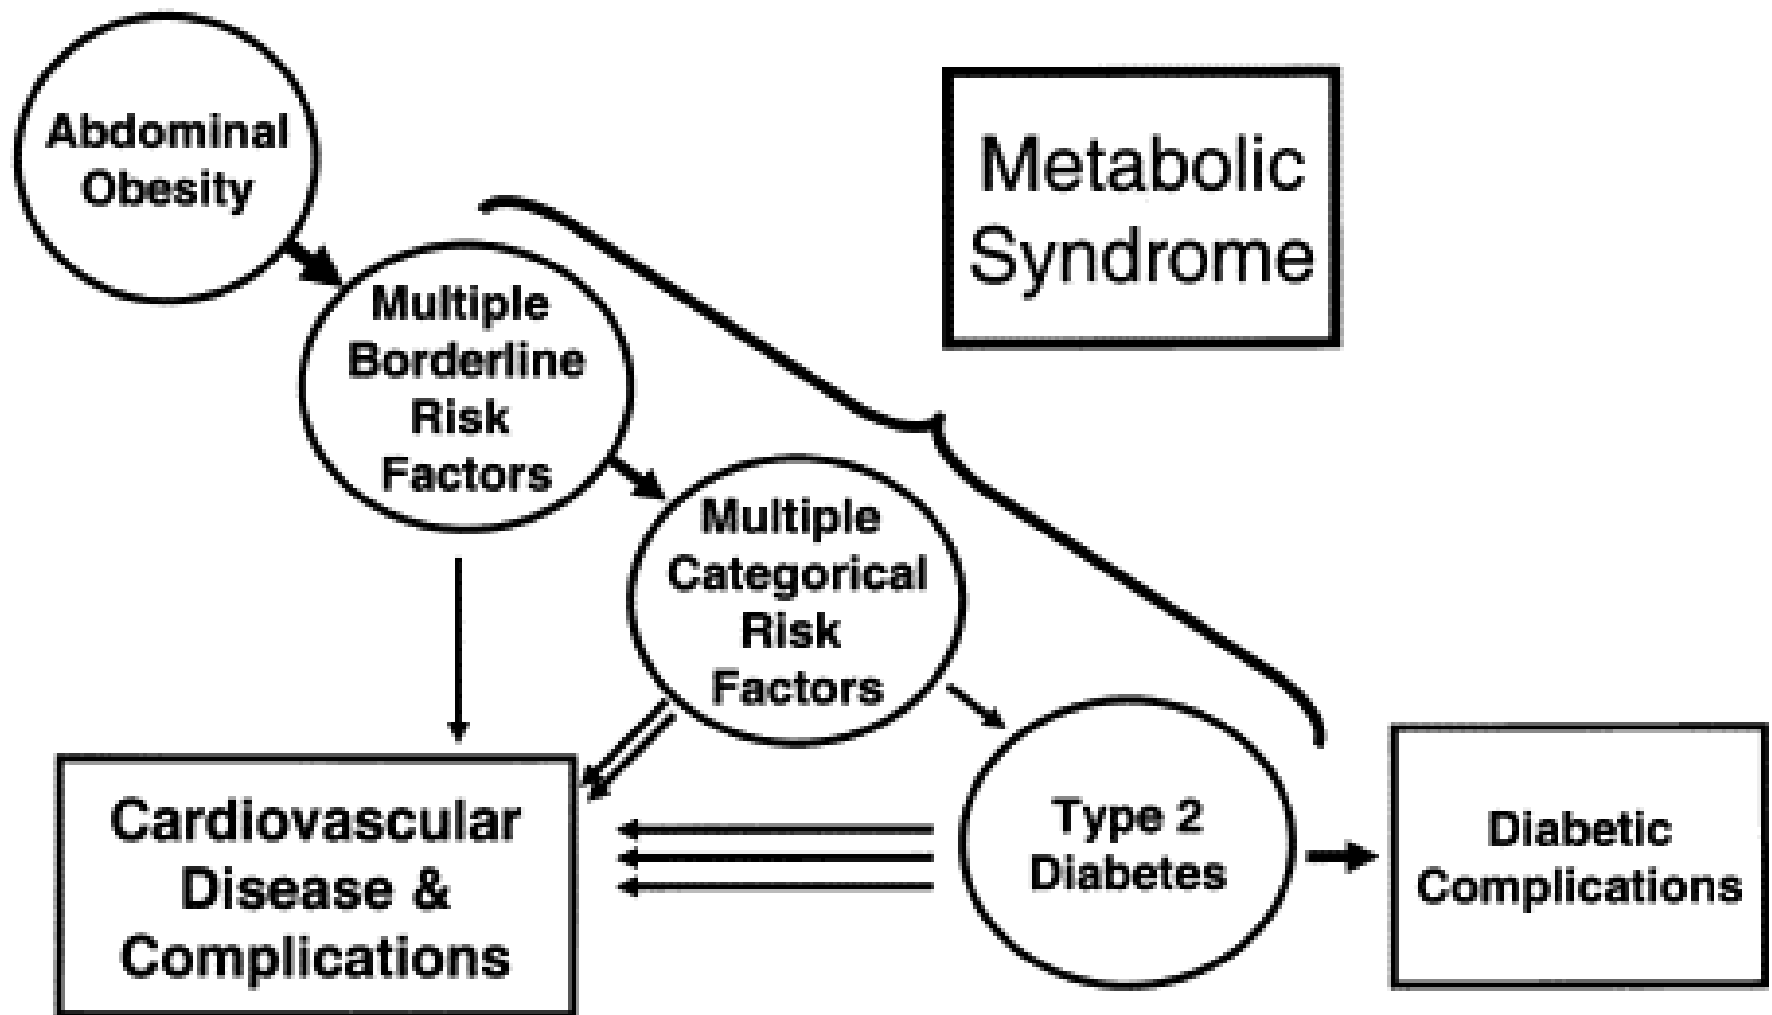 Abdominal
Obesity
Metabolic
Syndrome
Multiple
Borderline
Risk
Factors
Multiple
Categorical
Risk
Factors
Cardiovascular
Disease &
Complications
Type 2
Diabetes
Diabetic
Complications